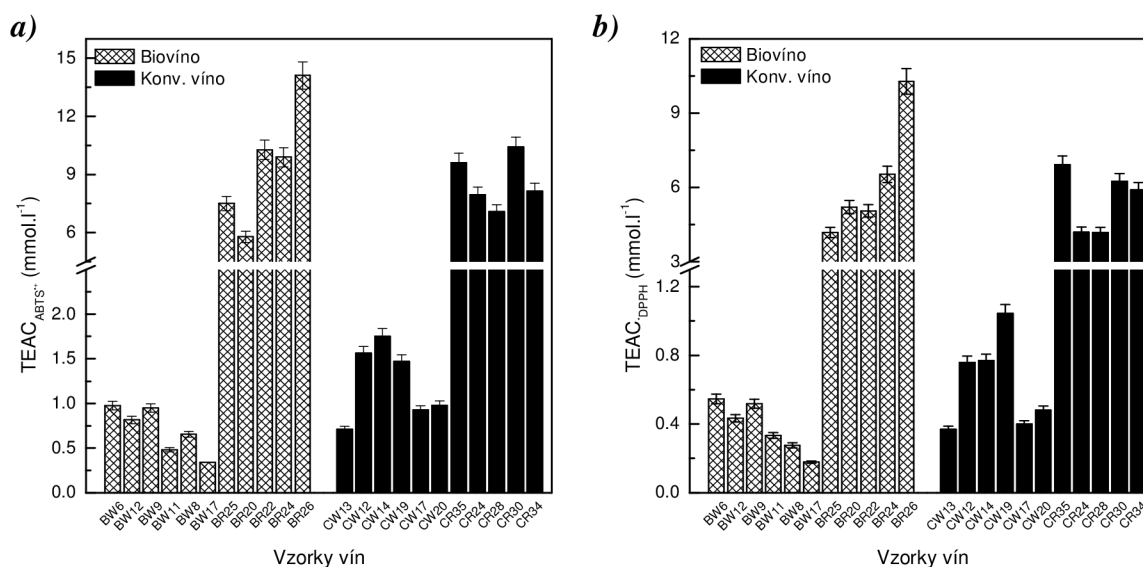 a)
Biovíno
Konv. víno
15
12
9
6
2.0
1.5
1.0
0.5
0.0
TEAC ABTS•+ (mmol.l-1)
BW6 BW12 BW9 BW11 BW8 BW17 BR25 BR20 BR22 BR24 BR26 CW13 CW12 CW14 CW19 CW17 CW20 CR35 CR24 CR28 CR30 CR34
Vzorky vín
b)
Biovíno
Konv. víno
12
9
6
3
1.2
0.8
0.4
0.0
TEAC •DPPH (mmol.l-1)
BW6 BW12 BW9 BW11 BW8 BW17 BR25 BR20 BR22 BR24 BR26 CW13 CW12 CW14 CW19 CW17 CW20 CR35 CR24 CR28 CR30 CR34
Vzorky vín